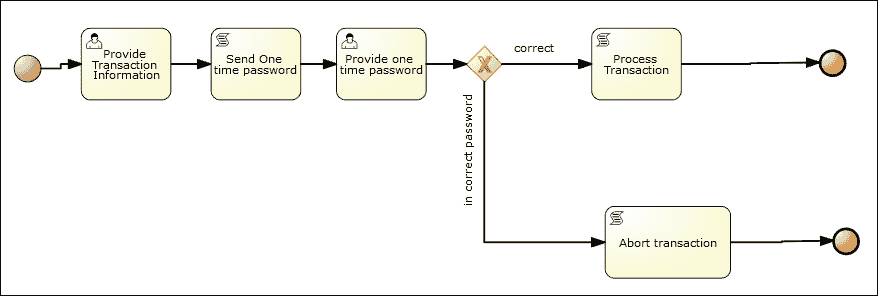 Provide
Transaction
Information
Send One
time password
Provide one
time password
correct
Process
Transaction
in correct password
Abort transaction